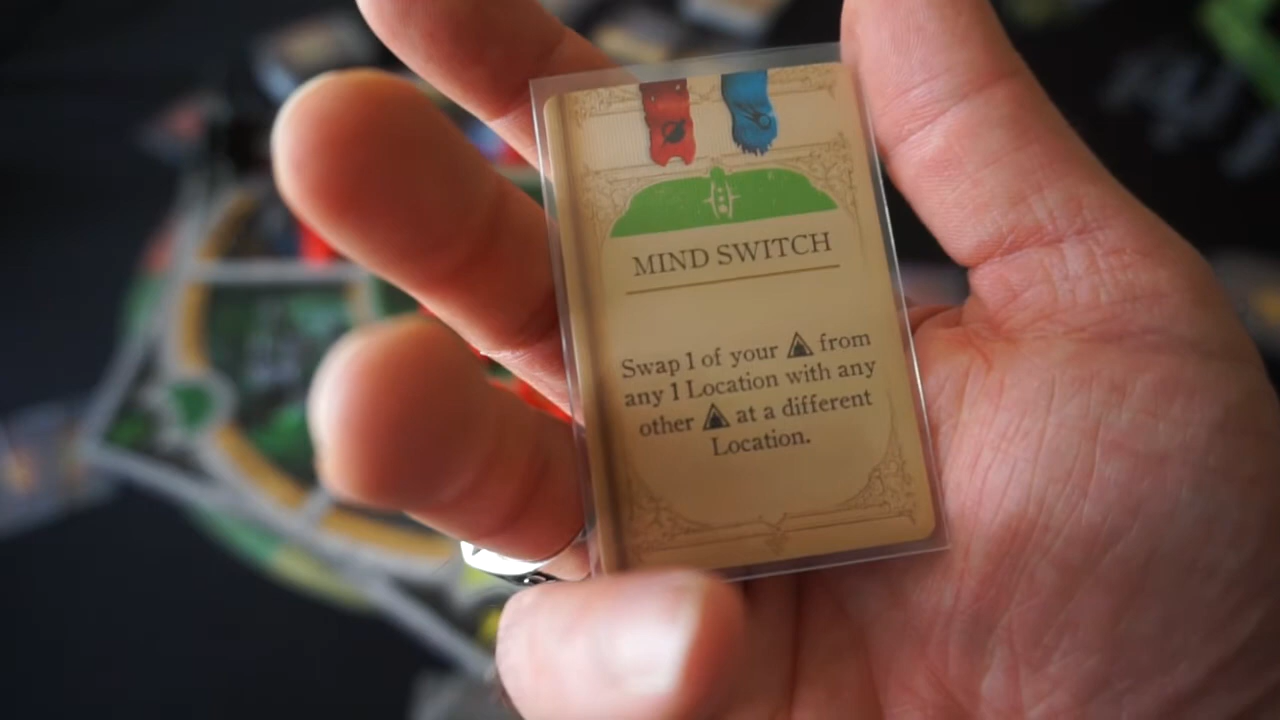 MIND SWITCH
Swap 1 of your from
any 1 Location with any
other at a different
Location.